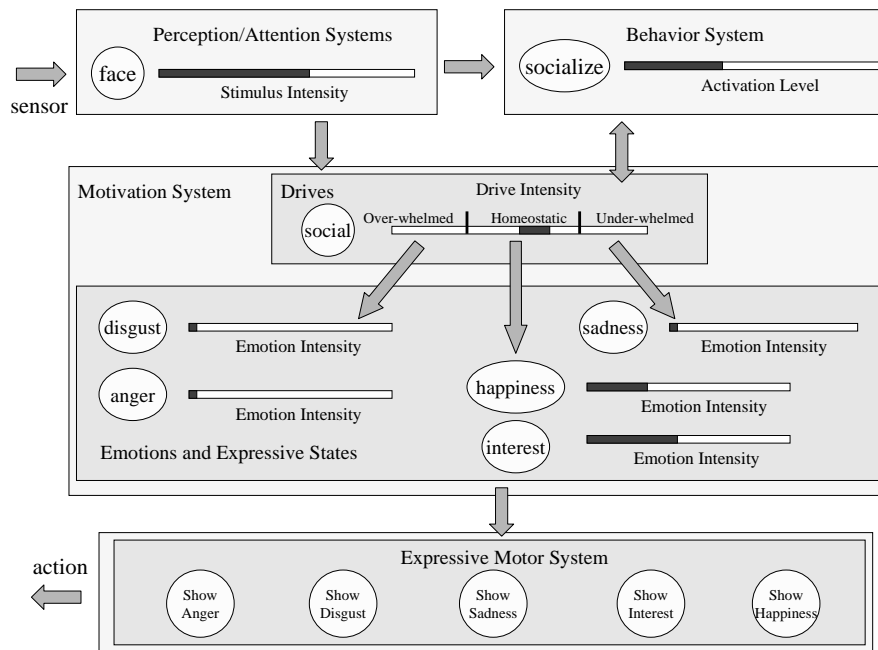 Perception/Attention Systems
face
Stimulus Intensity
sensor
Behavior System
socialize
Activation Level
Motivation System
Drives
Drive Intensity
social
Over-whelmed
Homeostatic
Under-whelmed
disgust
Emotion Intensity
sadness
Emotion Intensity
anger
Emotion Intensity
happiness
Emotion Intensity
interest
Emotion Intensity
Emotions and Expressive States
Expressive Motor System
action
Show
Anger
Show
Disgust
Show
Sadness
Show
Interest
Show
Happiness